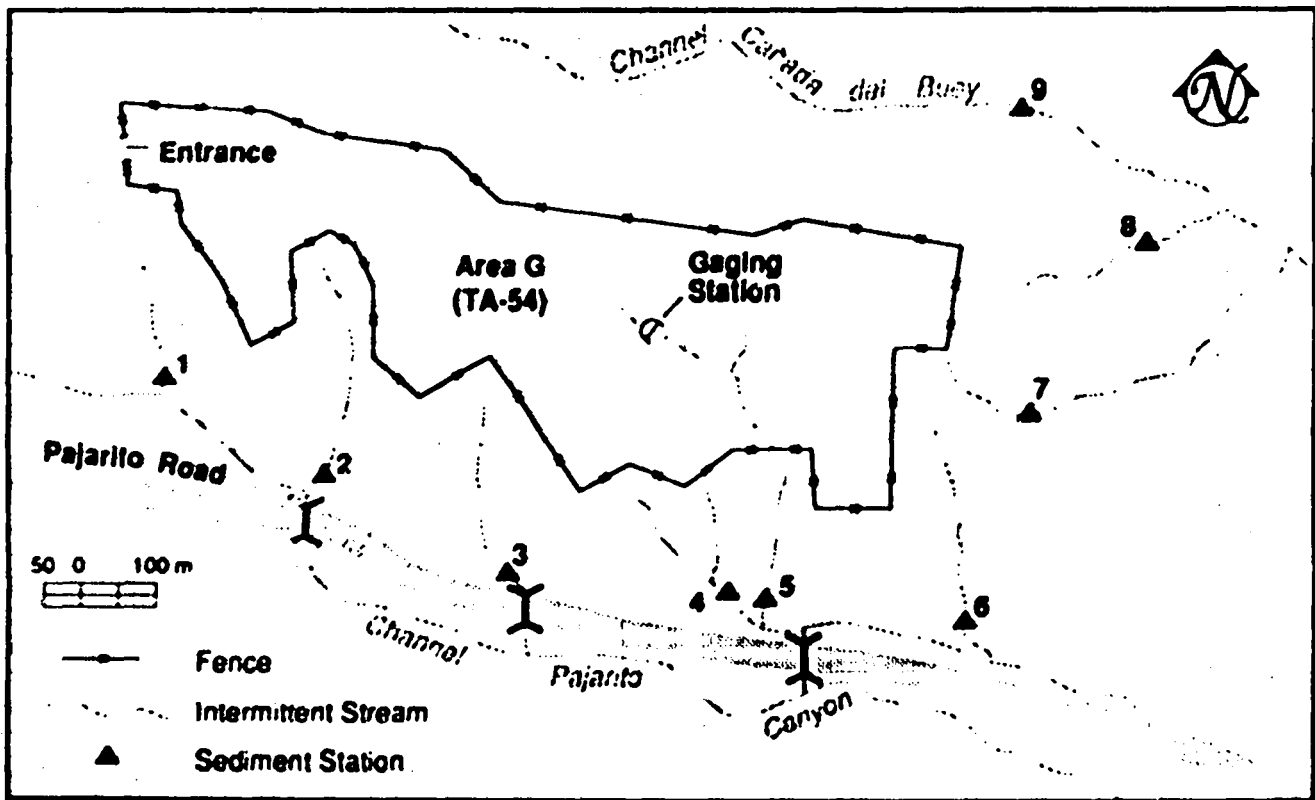 Channel Cañada del Buey
9
N
Entrance
8
Area G
(TA-54)
Gaging
Station
1
7
Pajarito Road
2
3
50 0 100 m
4
5
6
Channel
Pajarito
Canyon
Fence
Intermittent Stream
Sediment Station